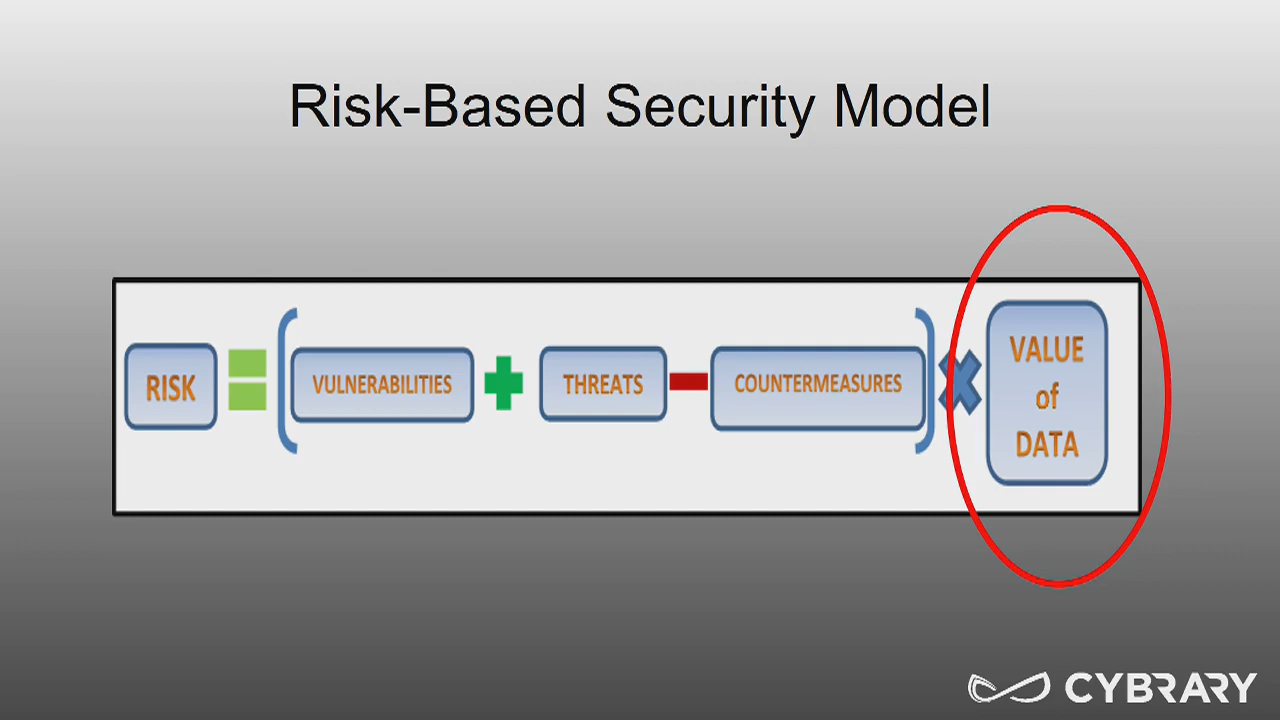 Risk-Based Security Model
RISK = [ VULNERABILITIES + THREATS - COUNTERMEASURES ] × VALUE
of
DATA
CYBRARY